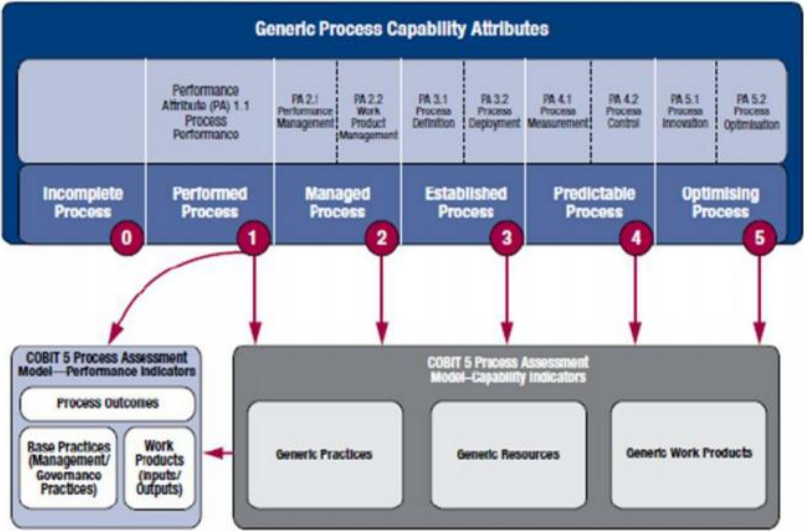 Generic Process Capability Attributes
Performance
Attribute (PA) 1.1
Process
Performance
PA 2.1
Performance
Management
PA 2.2
Work
Product
Management
PA 3.1
Process
Definition
PA 3.2
Process
Deployment
PA 4.1
Process
Measurement
PA 4.2
Process
Control
PA 5.1
Process
Innovation
PA 5.2
Process
Optimisation
Incomplete
Process
0
Performed
Process
1
Managed
Process
2
Established
Process
3
Predictable
Process
4
Optimising
Process
5
COBIT 5 Process Assessment
Model—Performance Indicators
Process Outcomes
Base Practices
(Management/
Governance
Practices)
Work
Products
(Inputs/
Outputs)
COBIT 5 Process Assessment
Model–Capability Indicators
Generic Practices
Generic Resources
Generic Work Products